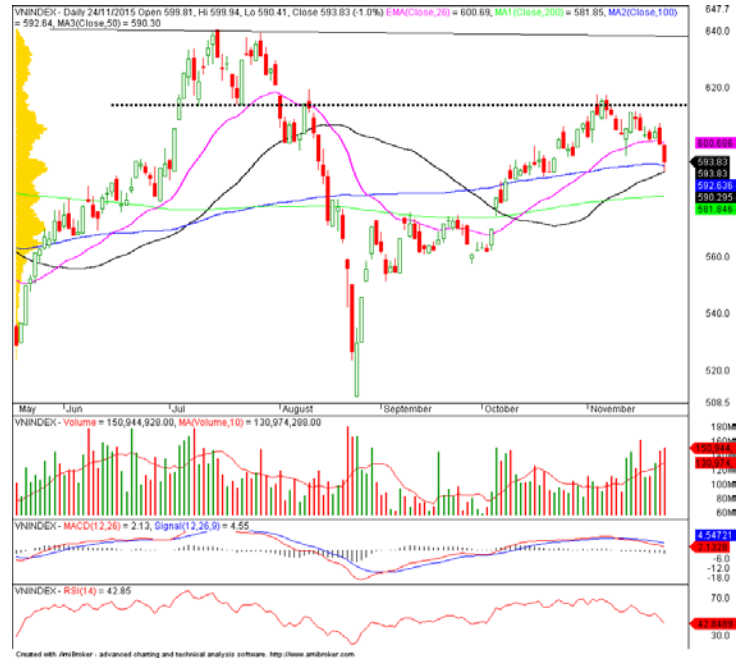 VNINDEX - Daily 24/11/2015 Open 599.81, Hi 599.94, Lo 590.41, Close 593.83 (-1.0%) EMA(Close,26) = 600.69, MA1(Close,200) = 581.85, MA2(Close,100)
= 592.64, MA3(Close,50) = 590.30
647.7
640.0
620.0
600.686
593.83
593.83
592.636
590.295
581.846
560.0
540.0
520.0
508.5
May Jun Jul August September October November
VNINDEX - Volume = 150,944,928.00, MA(Volume,10) = 130,974,288.00
180M
150,944,
130,974,
100M
80M
60M
VNINDEX - MACD(12,26) = 2.13, Signal(12,26,9) = 4.55
4.54721
2.1328
-6.0
-12.0
-18.0
VNINDEX - RSI(14) = 42.85
70.0
42.8489
30.0
Created with AmiBroker - advanced charting and technical analysis software. http://www.amibroker.com